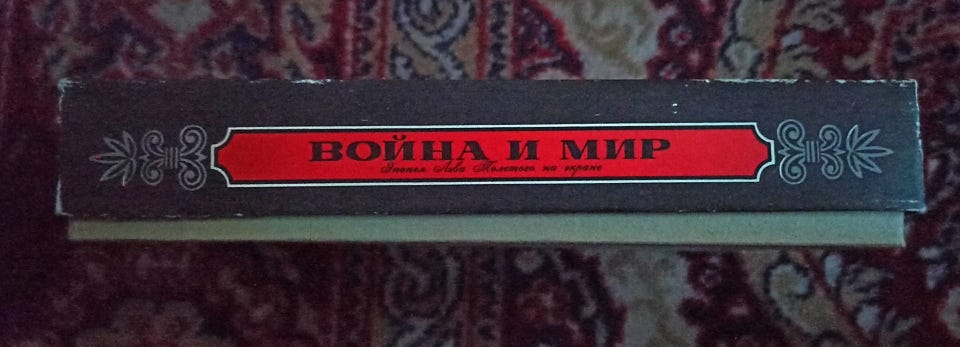 ВОЙНА И МИР
Эпопея Льва Толстого на экране